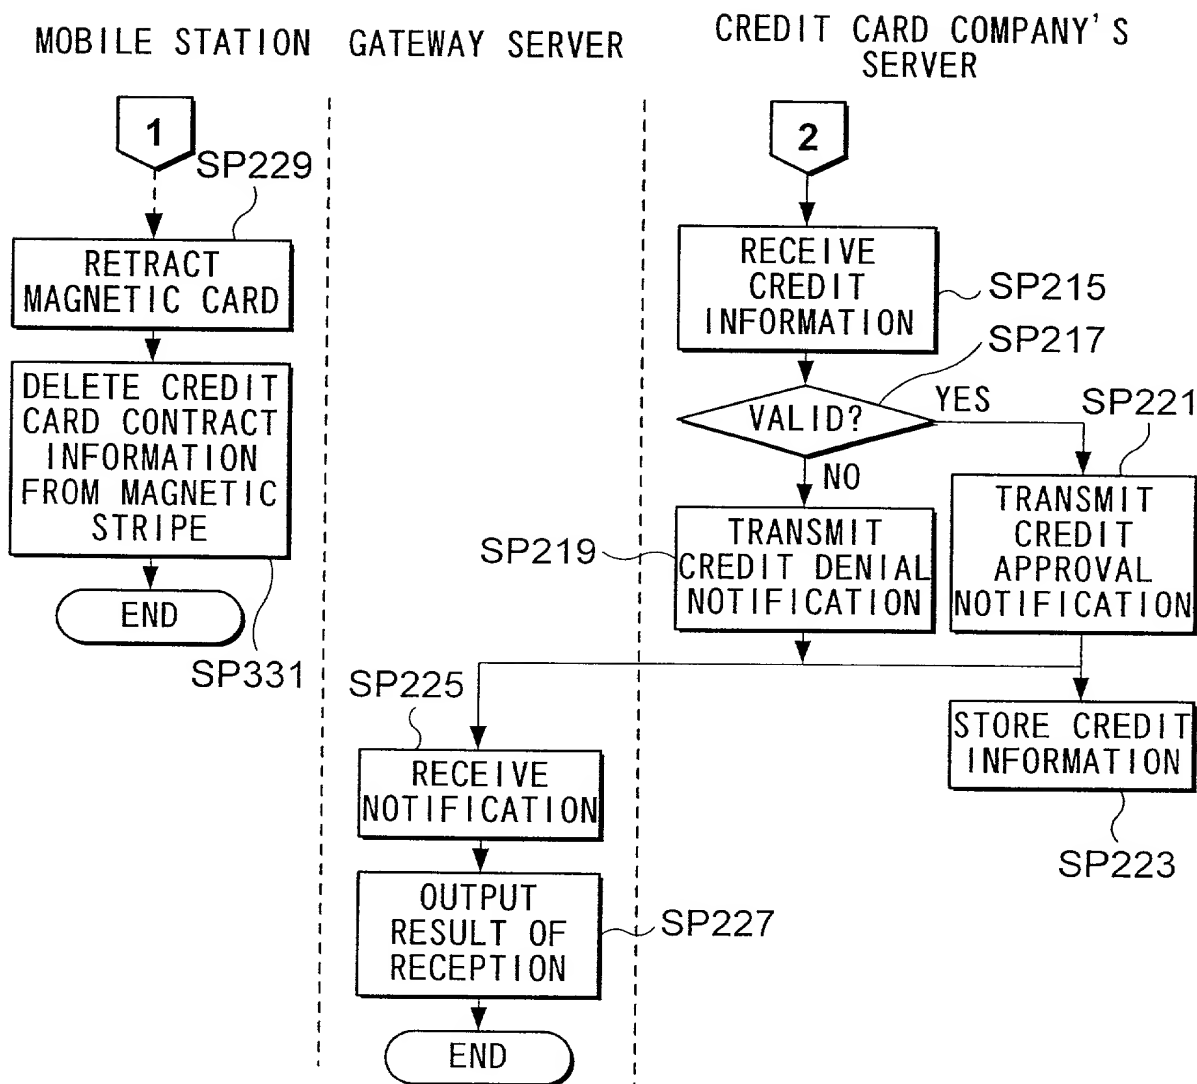 MOBILE STATION
GATEWAY SERVER
CREDIT CARD COMPANY'S
SERVER
1
SP229
RETRACT
MAGNETIC CARD
DELETE CREDIT
CARD CONTRACT
INFORMATION
FROM MAGNETIC
STRIPE
END
SP331
2
RECEIVE
CREDIT
INFORMATION
SP215
SP217
VALID?
YES
NO
SP221
SP219
TRANSMIT
CREDIT DENIAL
NOTIFICATION
TRANSMIT
CREDIT
APPROVAL
NOTIFICATION
SP225
RECEIVE
NOTIFICATION
STORE CREDIT
INFORMATION
SP223
OUTPUT
RESULT OF
RECEPTION
SP227
END